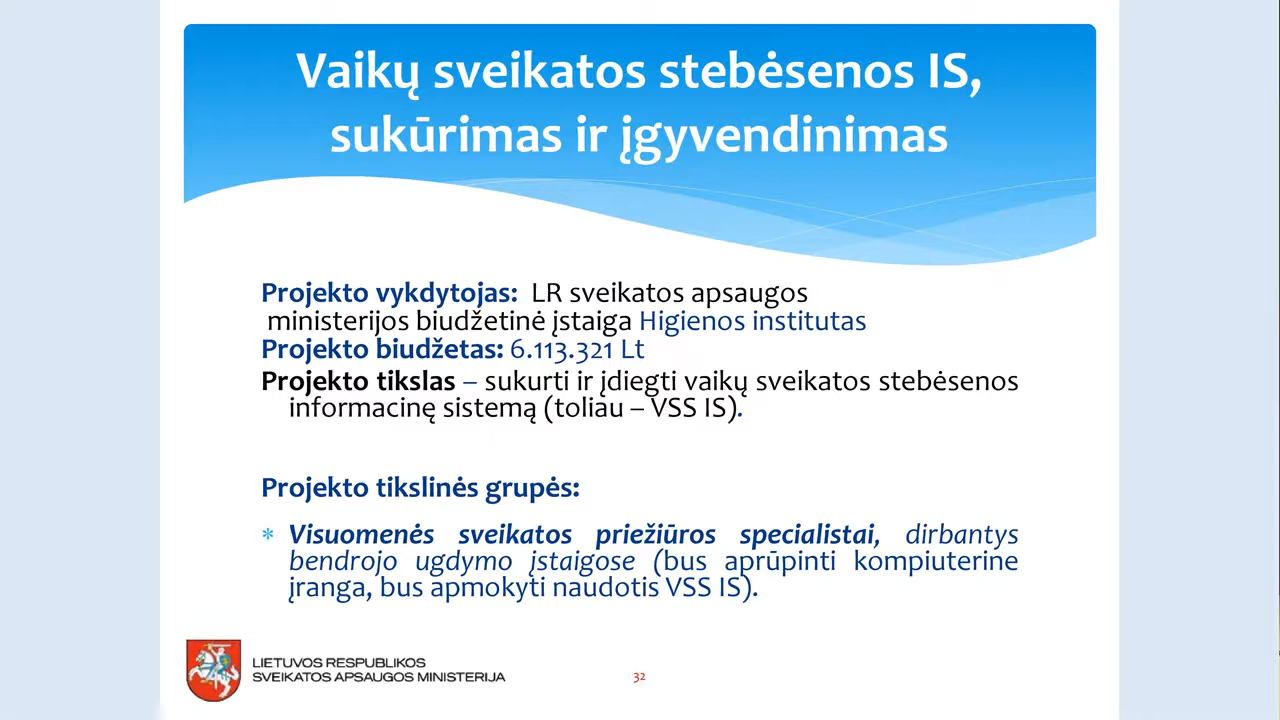 Vaikų sveikatos stebėsenos IS,
sukūrimas ir įgyvendinimas
Projekto vykdytojas: LR sveikatos apsaugos
ministerijos biudžetinė įstaiga Higienos institutas
Projekto biudžetas: 6.113.321 Lt
Projekto tikslas – sukurti ir įdiegti vaikų sveikatos stebėsenos
informacinę sistemą (toliau – VSS IS).
Projekto tikslinės grupės:
* Visuomenės sveikatos priežiūros specialistai, dirbantys
bendrojo ugdymo įstaigose (bus aprūpinti kompiuterine
įranga, bus apmokyti naudotis VSS IS).
LIETUVOS RESPUBLIKOS
SVEIKATOS APSAUGOS MINISTERIJA
32